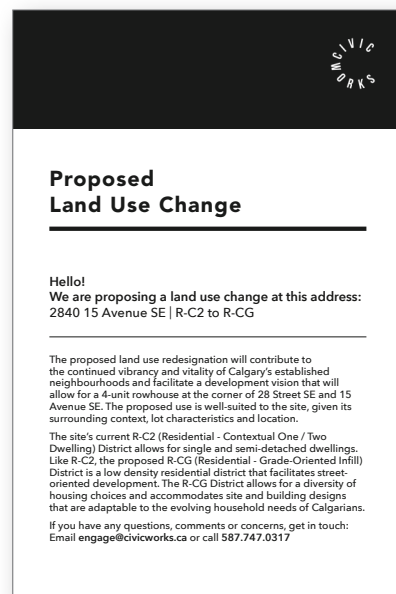 CIVICWORKS
Proposed
Land Use Change
Hello!
We are proposing a land use change at this address:
2840 15 Avenue SE | R-C2 to R-CG
The proposed land use redesignation will contribute to
the continued vibrancy and vitality of Calgary's established
neighbourhoods and facilitate a development vision that will
allow for a 4-unit rowhouse at the corner of 28 Street SE and 15
Avenue SE. The proposed use is well-suited to the site, given its
surrounding context, lot characteristics and location.
The site's current R-C2 (Residential - Contextual One / Two
Dwelling) District allows for single and semi-detached dwellings.
Like R-C2, the proposed R-CG (Residential - Grade-Oriented Infill)
District is a low density residential district that facilitates street-
oriented development. The R-CG District allows for a diversity of
housing choices and accommodates site and building designs
that are adaptable to the evolving household needs of Calgarians.
If you have any questions, comments or concerns, get in touch:
Email engage@civicworks.ca or call 587.747.0317